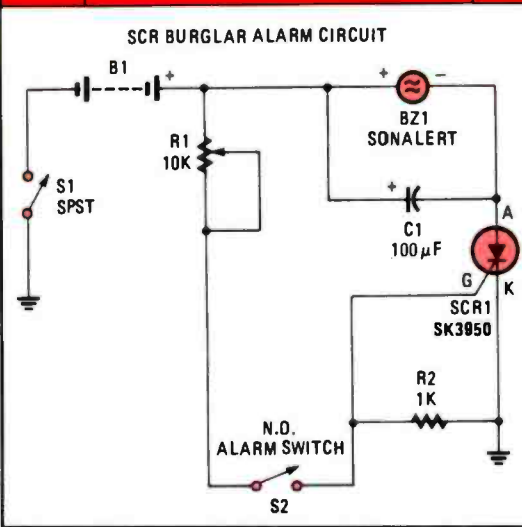 SCR BURGLAR ALARM CIRCUIT
B1
+
+
-
BZ1
SONALERT
R1
10K
S1
SPST
+
C1
100µF
A
G
K
SCR1
SK3950
R2
1K
N.O.
ALARM SWITCH
S2